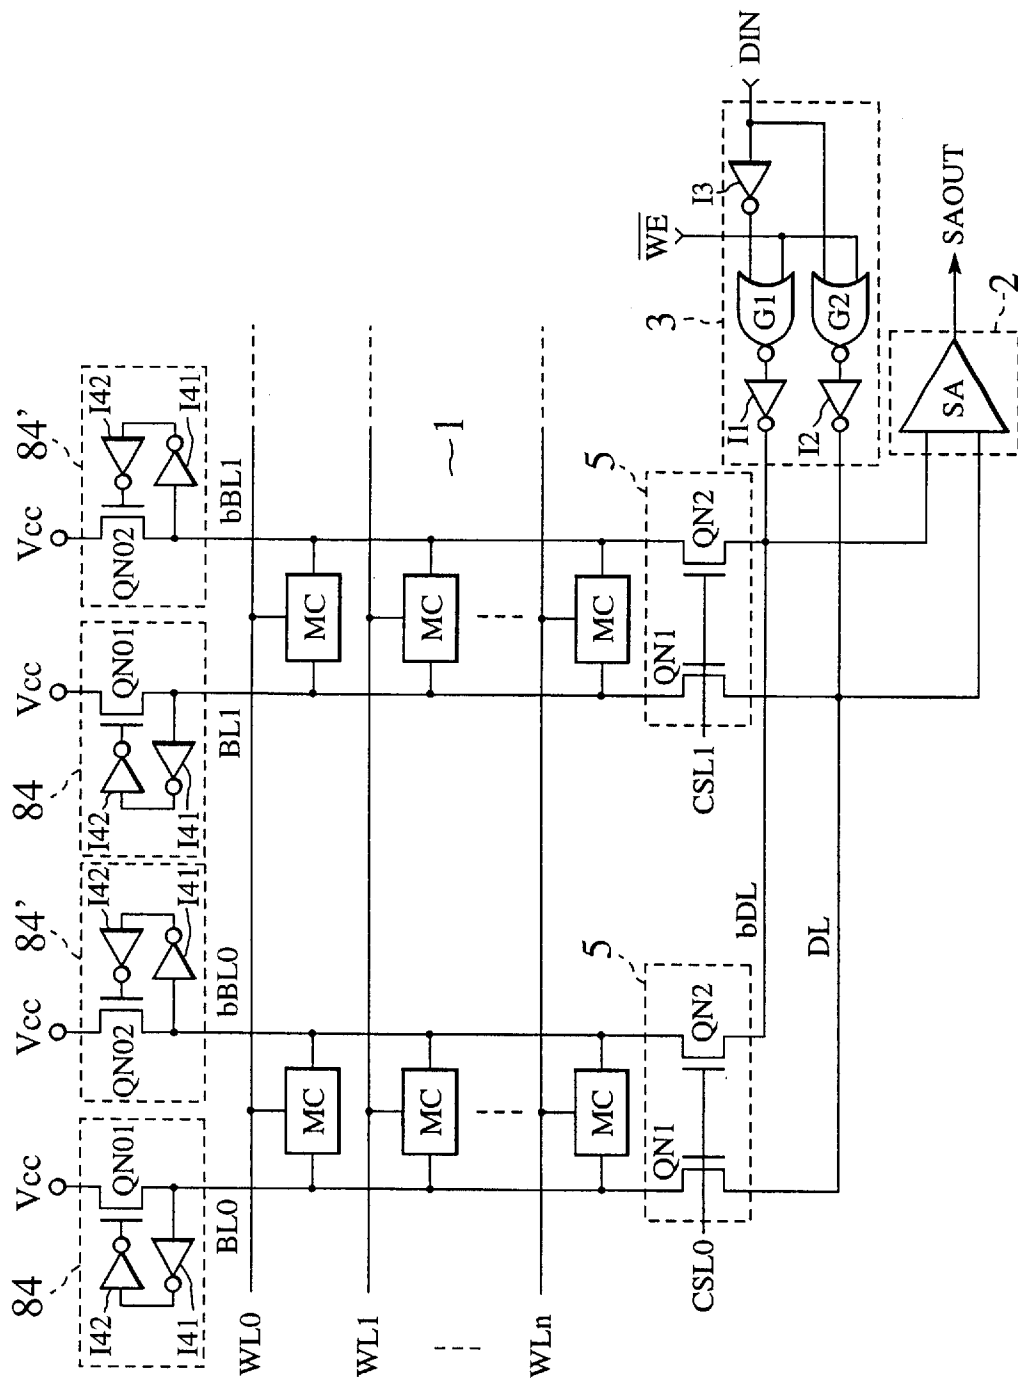 84
84'
84
84'
Vcc
Vcc
Vcc
Vcc
I42
QN01
I41
QN02
I42
I41
I42
QN01
I41
QN02
I42
I41
BL0
bBL0
BL1
bBL1
WL0
MC
MC
1
WL1
MC
MC
WLn
MC
MC
5
5
QN1
QN2
QN1
QN2
CSL0
CSL1
bDL
DL
3
WE
DIN
I3
G1
G2
I1
I2
SA
SAOUT
2